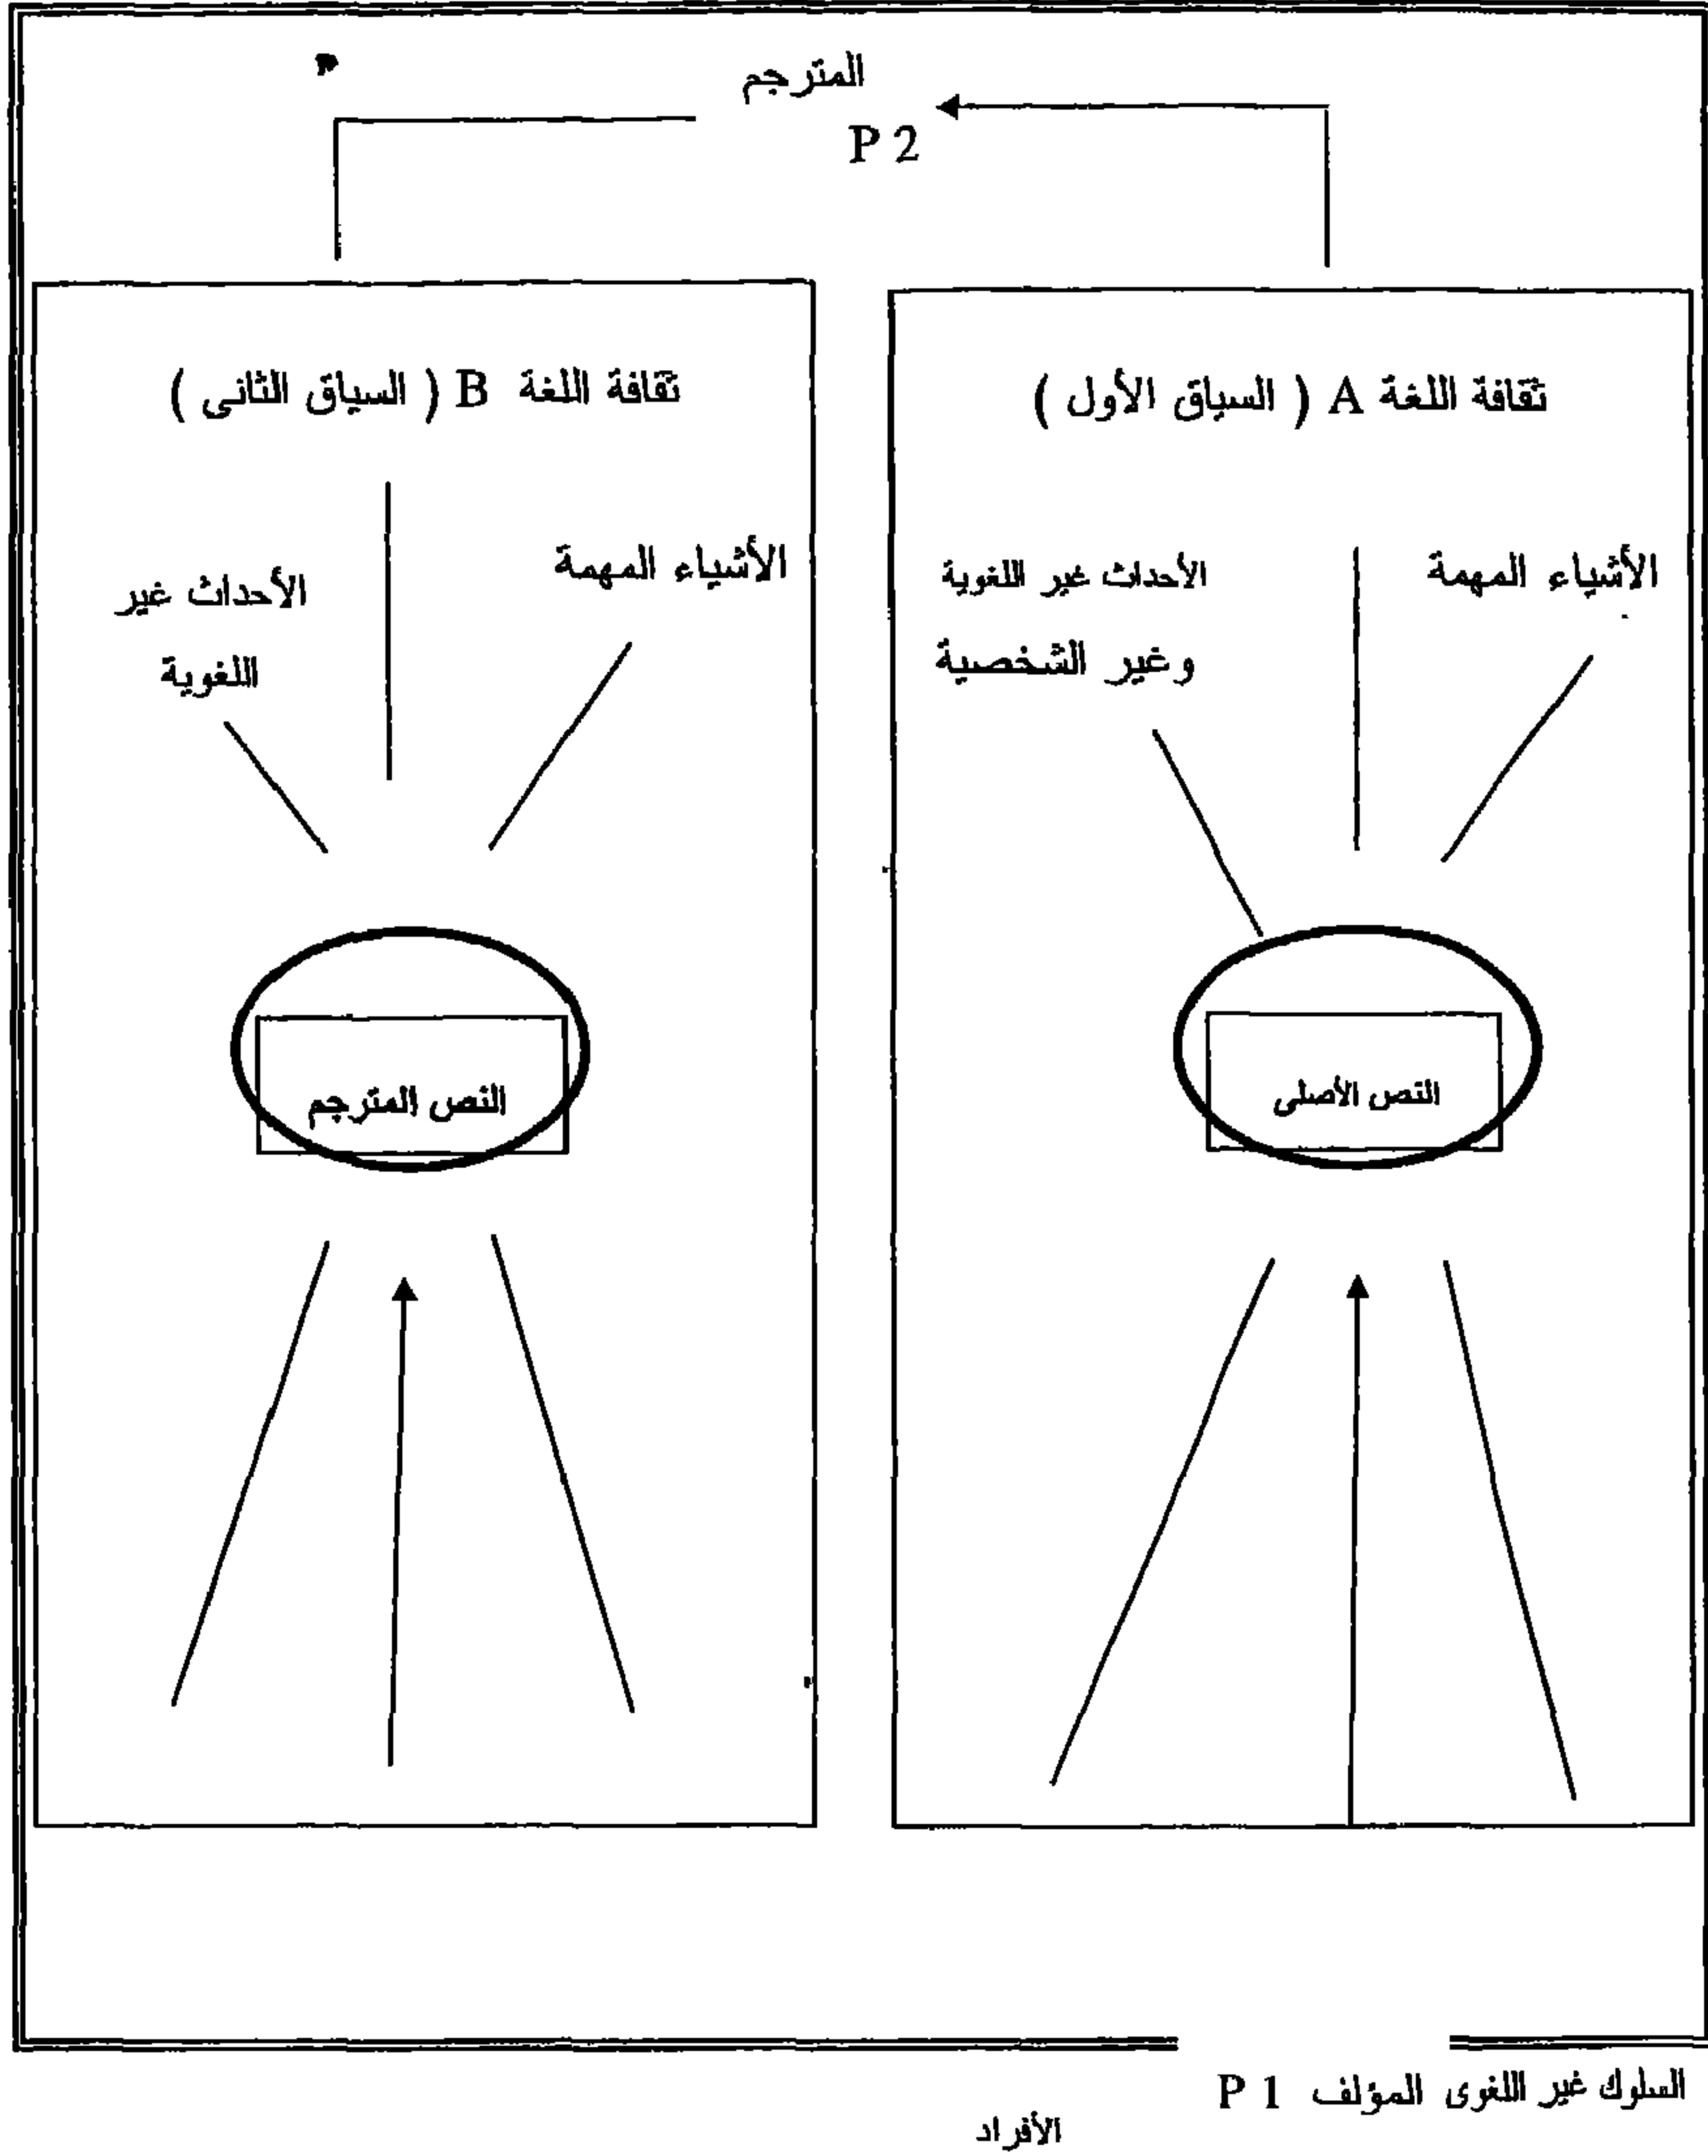 المترجم
P 2
ثقافة اللغة A ( السياق الأول )
الأشياء المهمة
الأحداث غير اللغوية
وغير الشخصية
النص الأصلى
ثقافة اللغة B ( السياق الثانى )
الأشياء المهمة
الأحداث غير
اللغوية
النص المترجم
السلوك غير اللغوى المؤلف P 1
الأفراد